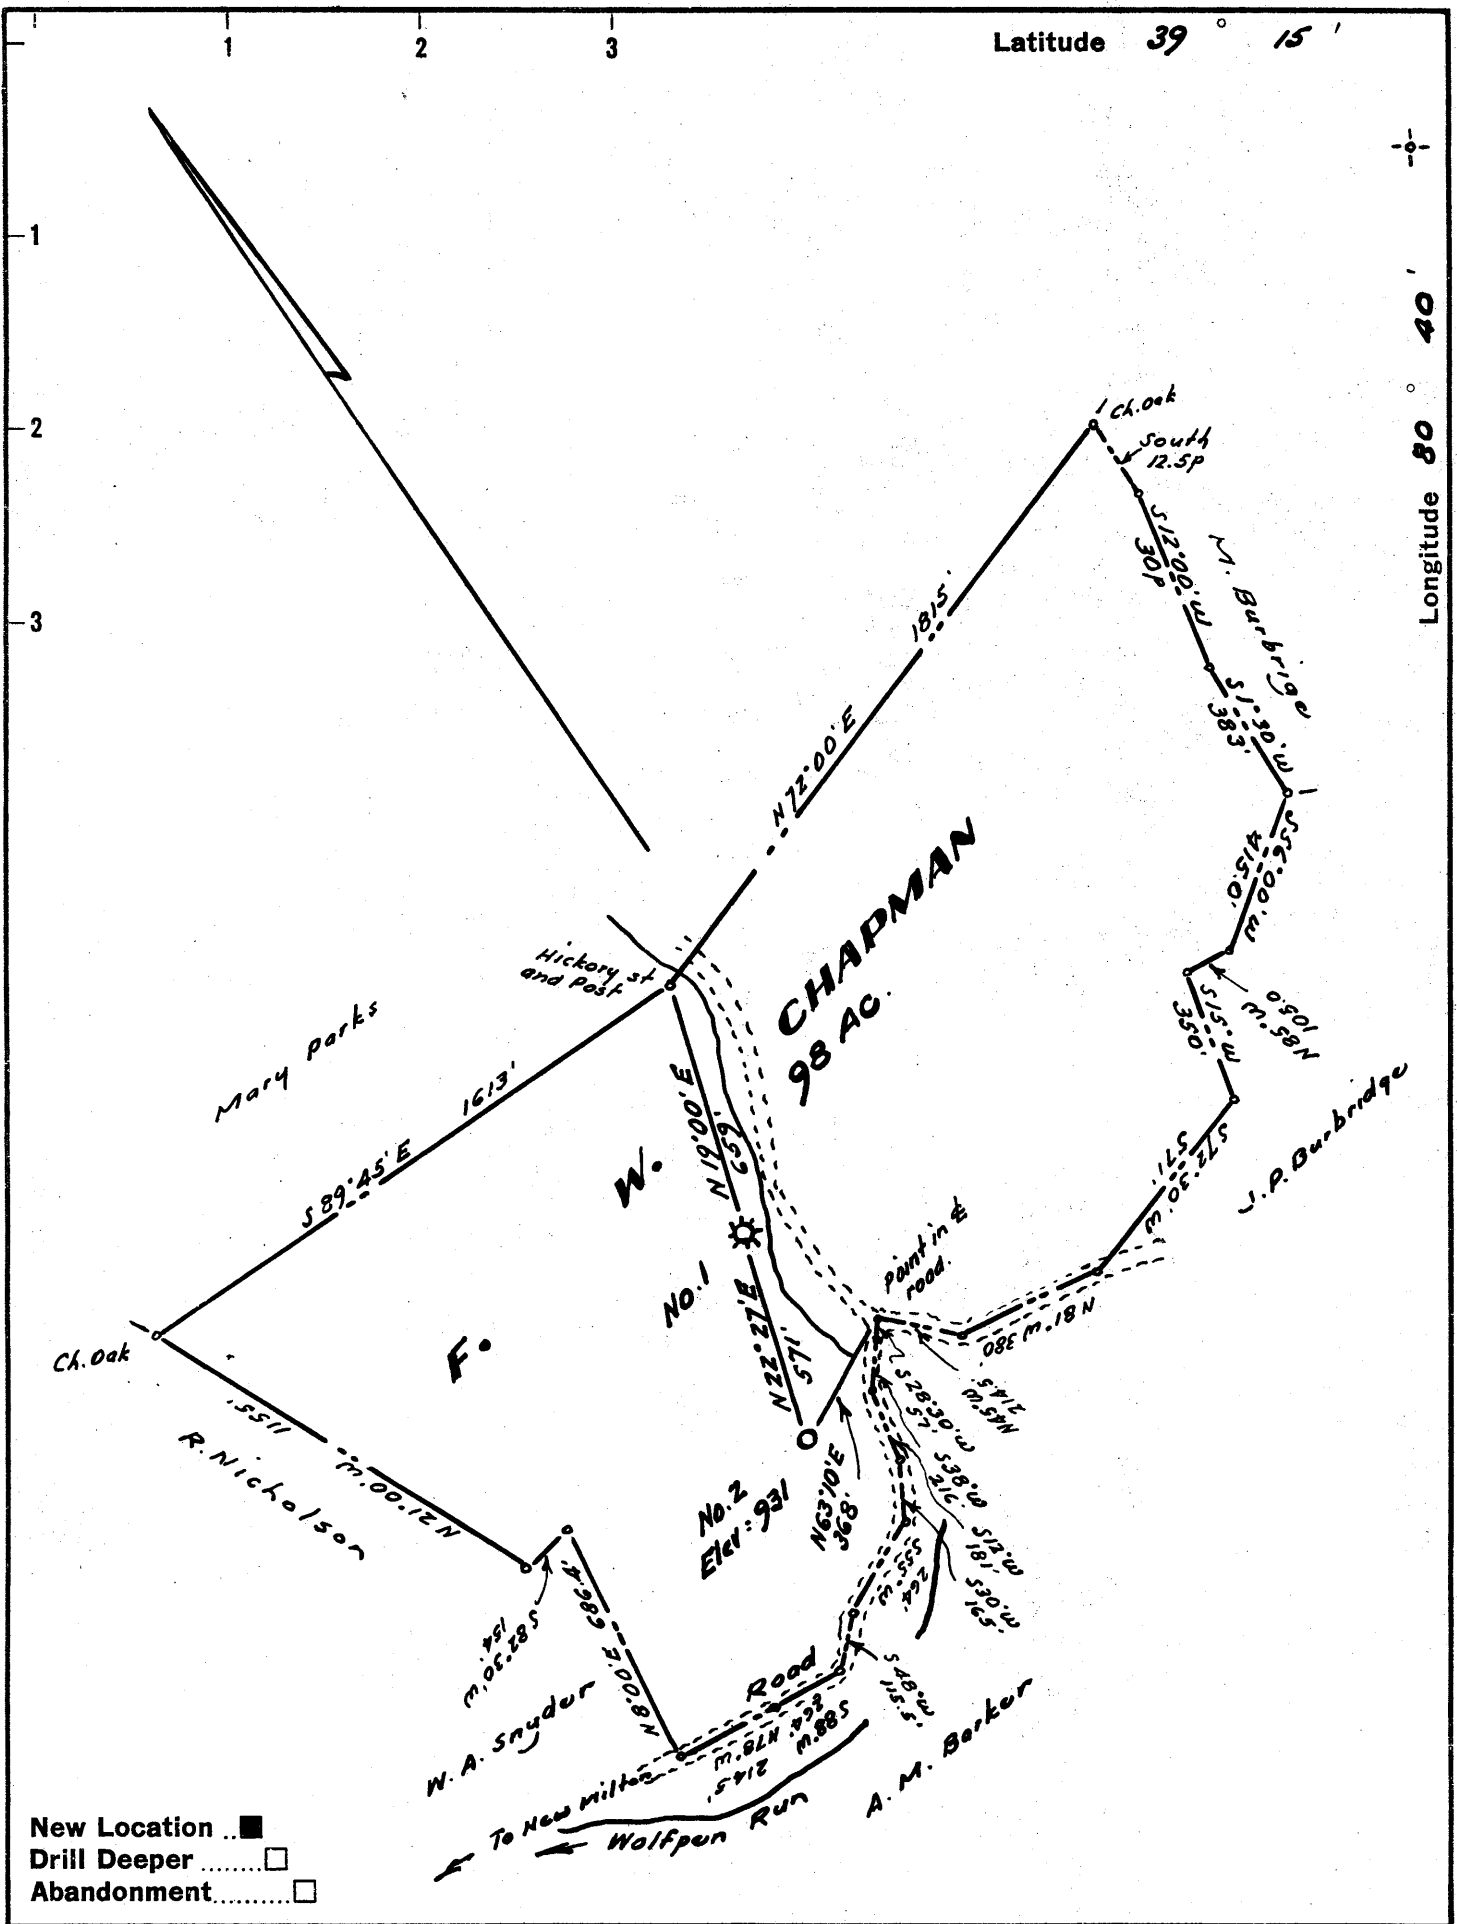 1
2
3
Latitude 39° 15'
1
2
3
Longitude 80° 40'
Ch. Oak
South
12.5P
S12°00'W
30P
M. Burbridge
S1°30'W
383'
1815'
N72°00'E
S56°00'W
415.0'
N85°W
105.0
S15°W
350'
S72°30'W
571'
J. P. Burbridge
Hickory st
and Post
Mary Parks
1613'
S89°45'E
CHAPMAN
98 AC.
N19°00'E
659'
W.
F.
No. 1
N22°27'E
575'
Point in ℄
road.
N81°W 380
N45°W
214.5'
S28°30'W
57'
S38°W
216'
S12°W
181'
S30°W
165'
N63°01'E
368'
No. 2
Elev: 931
S55°W
264'
S48°W
115.5'
Ch. Oak
1155'
N21°00'W
R. Nicholson
S82°30'W
154'
N8°00'E 686.4'
W. A. Snyder
Road
S88°W
264'
N78°W
214.5'
A. M. Barker
To New Milton
Wolfpen Run
New Location ..■
Drill Deeper ........□
Abandonment..........□